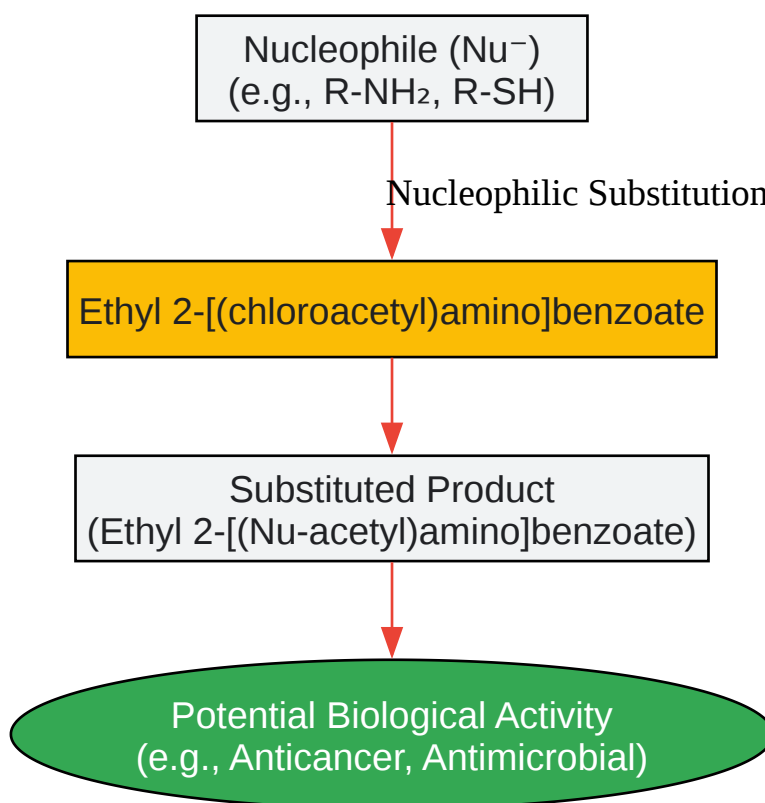 Nucleophile (Nu⁻)
(e.g., R-NH₂, R-SH)
Nucleophilic Substitution
Ethyl 2-[(chloroacetyl)amino]benzoate
Substituted Product
(Ethyl 2-[(Nu-acetyl)amino]benzoate)
Potential Biological Activity
(e.g., Anticancer, Antimicrobial)